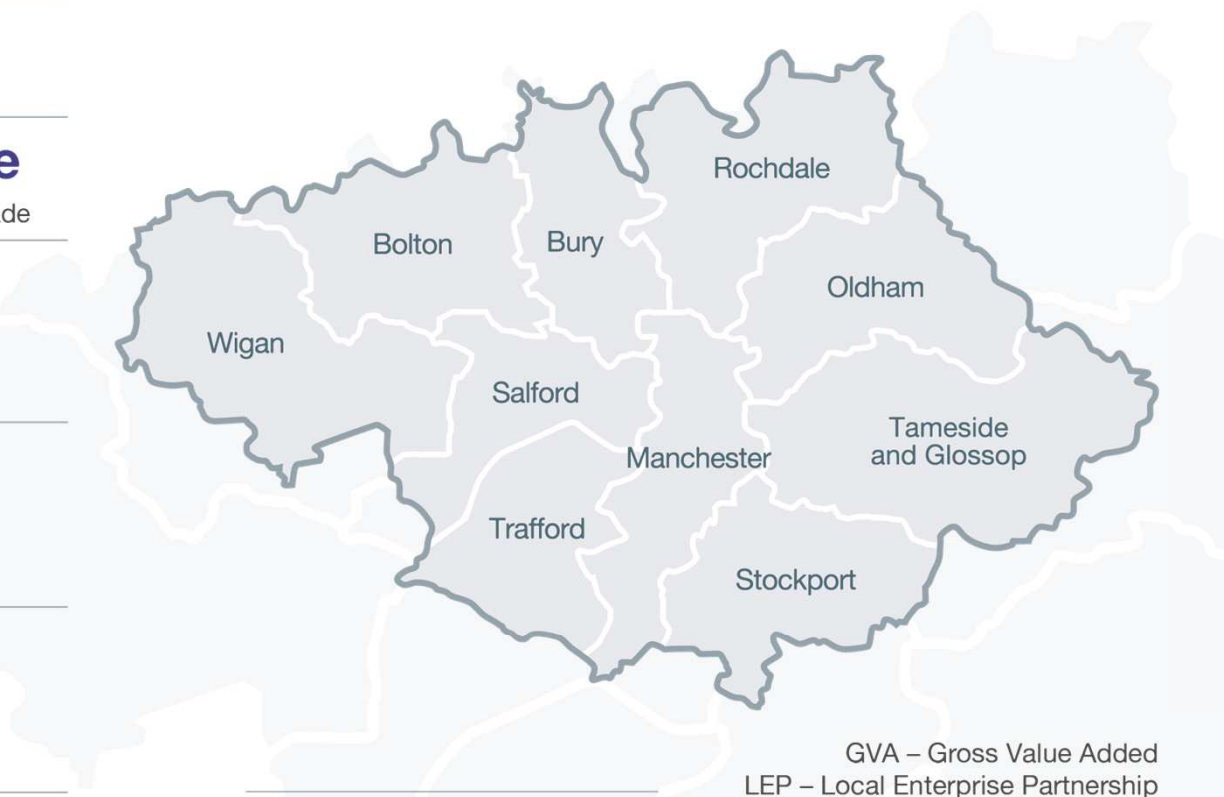 e
de
Rochdale
Bolton
Bury
Oldham
Wigan
Salford
Tameside
and Glossop
Manchester
Trafford
Stockport
GVA – Gross Value Added
LEP – Local Enterprise Partnership